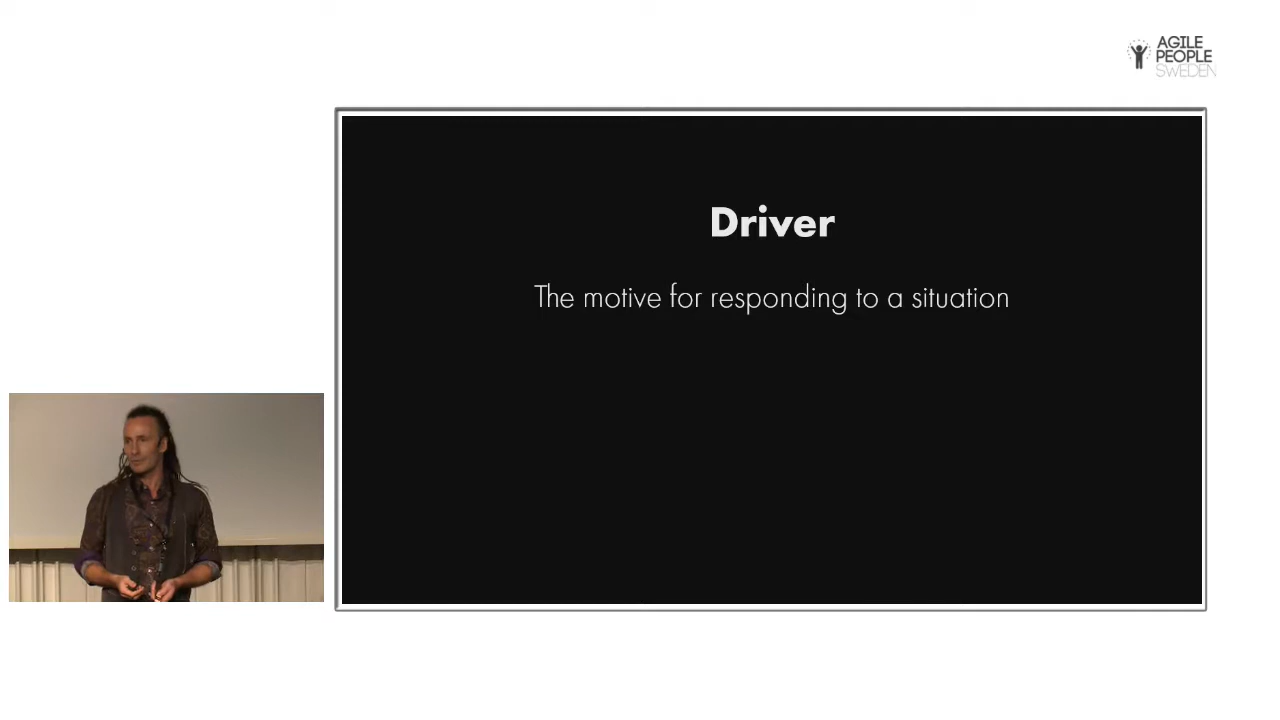 AGILE
PEOPLE
SWEDEN
Driver
The motive for responding to a situation